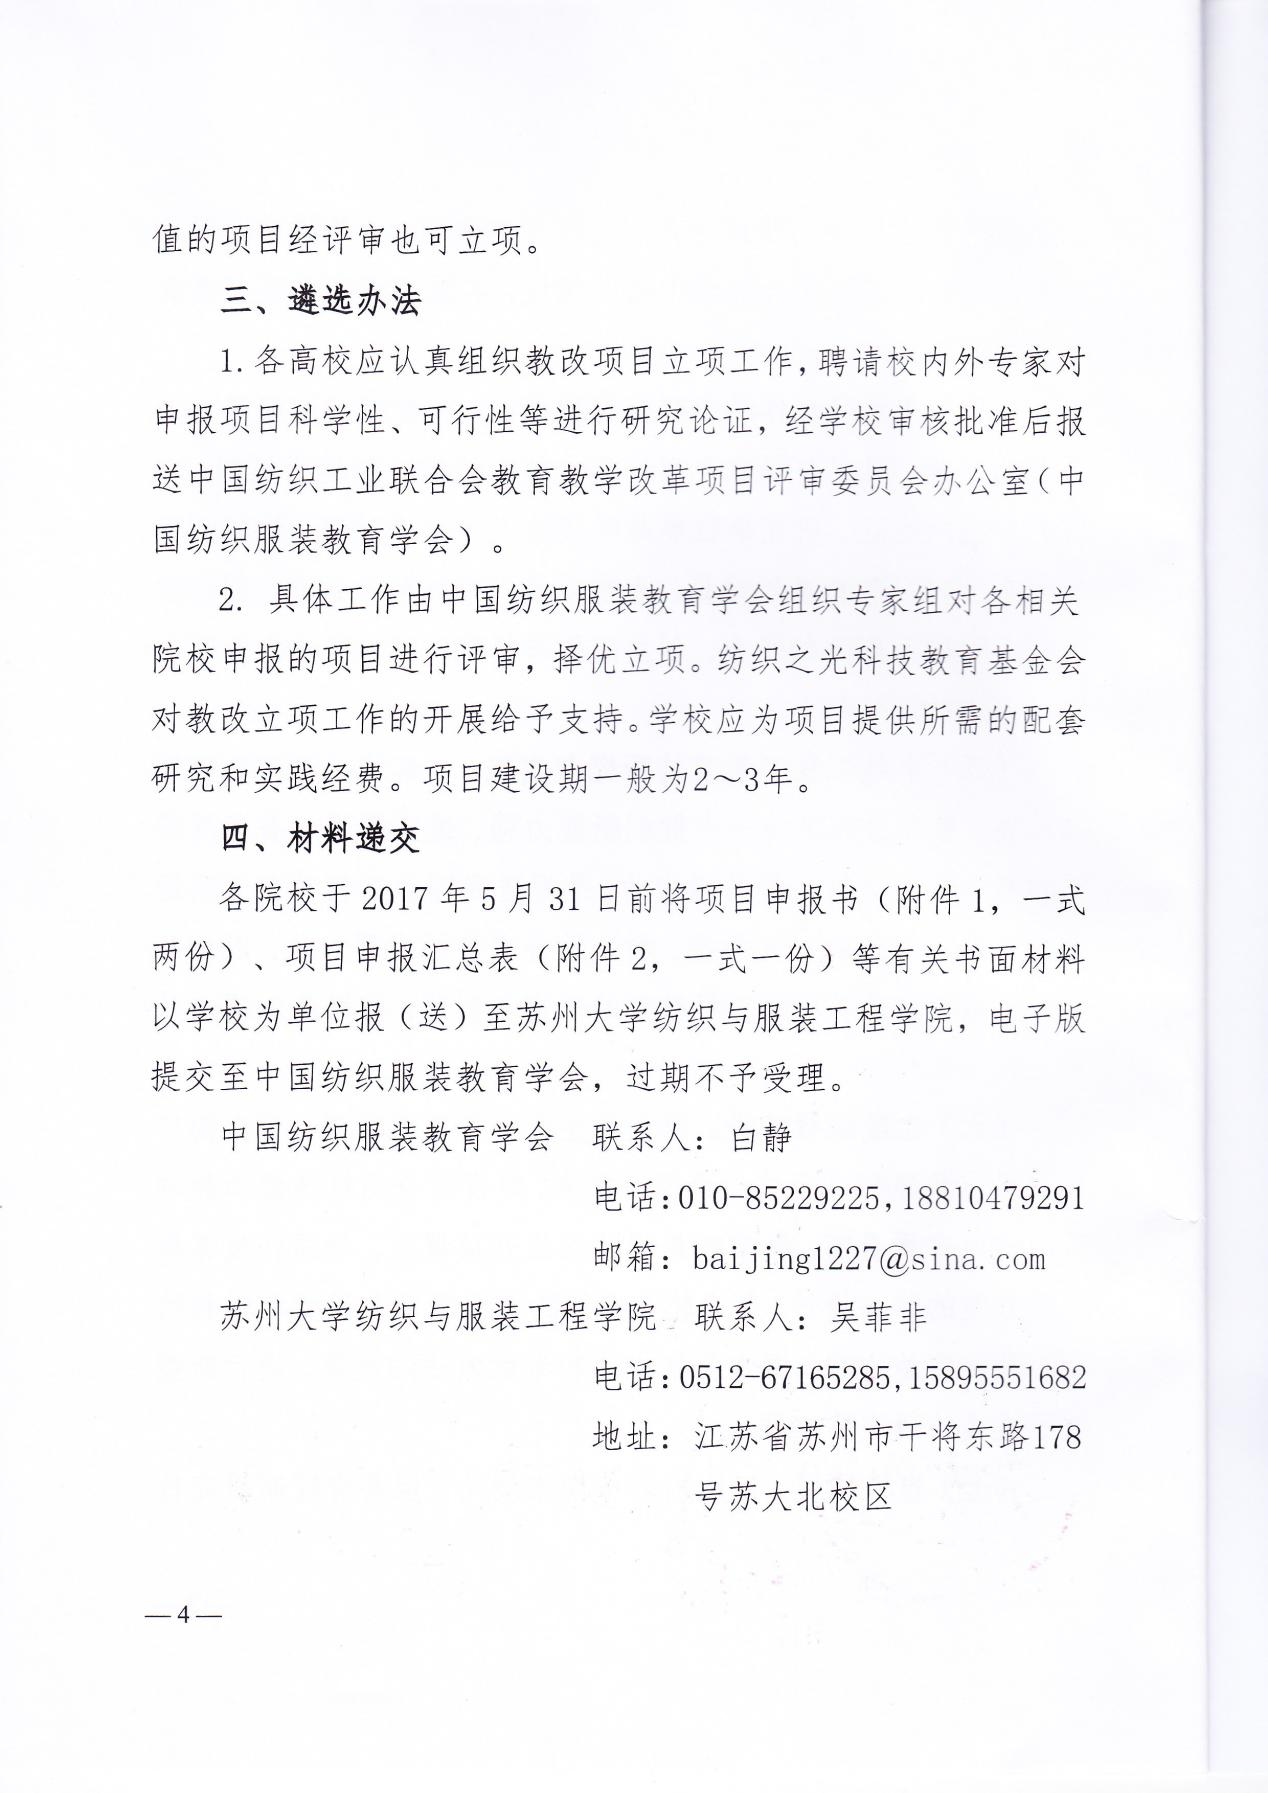 值的项目经评审也可立项。
三、遴选办法
1.各高校应认真组织教改项目立项工作，聘请校内外专家对
申报项目科学性、可行性等进行研究论证，经学校审核批准后报
送中国纺织工业联合会教育教学改革项目评审委员会办公室（中
国纺织服装教育学会）。
2. 具体工作由中国纺织服装教育学会组织专家组对各相关
院校申报的项目进行评审，择优立项。纺织之光科技教育基金会
对教改立项工作的开展给予支持。学校应为项目提供所需的配套
研究和实践经费。项目建设期一般为2～3年。
四、材料递交
各院校于 2017 年 5 月 31 日前将项目申报书（附件 1，一式
两份）、项目申报汇总表（附件 2，一式一份）等有关书面材料
以学校为单位报（送）至苏州大学纺织与服装工程学院，电子版
提交至中国纺织服装教育学会，过期不予受理。
中国纺织服装教育学会 联系人：白静
电话：010-85229225，18810479291
邮箱：baijing1227@sina.com
苏州大学纺织与服装工程学院 联系人：吴菲非
电话：0512-67165285，15895551682
地址：江苏省苏州市干将东路178
号苏大北校区
— 4 —